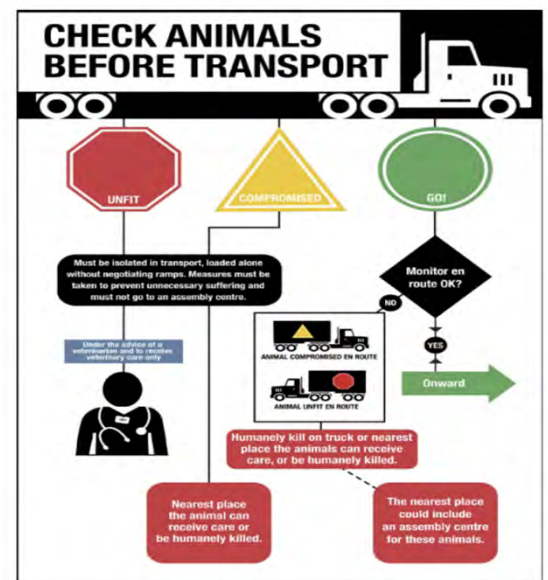 CHECK ANIMALS
BEFORE TRANSPORT
UNFIT
COMPROMISED
GO!
Must be isolated in transport, loaded alone
without negotiating ramps. Measures must be
taken to prevent unnecessary suffering and
must not go to an assembly centre.
Monitor en
route OK?
NO
YES
Under the advice of a
veterinarian and to receive
veterinary care only
ANIMAL COMPROMISED EN ROUTE
ANIMAL UNFIT EN ROUTE
Onward
Humanely kill on truck or nearest
place the animals can receive
care, or be humanely killed.
Nearest place
the animal can
receive care or
be humanely killed.
The nearest place
could include
an assembly centre
for these animals.